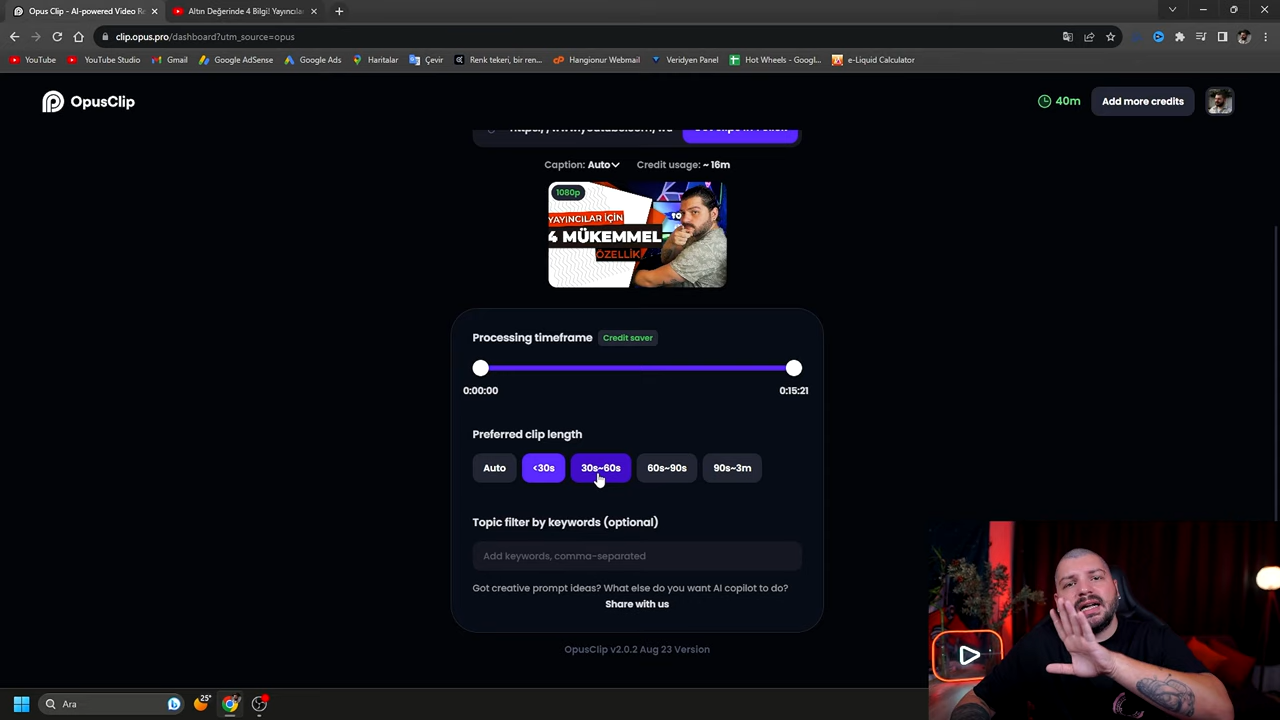 Opus Clip - AI-powered Video Re
Altın Değerinde 4 Bilgi! Yayıncılar
clip.opus.pro/dashboard?utm_source=opus
YouTube
YouTube Studio
Gmail
Google AdSense
Google Ads
Haritalar
Çevir
Renk tekeri, bir ren...
Hangionur Webmail
Veridyen Panel
Hot Wheels - Googl...
e-Liquid Calculator
OpusClip
40m
Add more credits
Caption: Auto
Credit usage: ~ 16m
1080p
YAYINCILAR İÇİN
4 MÜKEMMEL
ÖZELLİK
Processing timeframe
Credit saver
0:00:00
0:15:21
Preferred clip length
Auto
<30s
30s~60s
60s~90s
90s~3m
Topic filter by keywords (optional)
Add keywords, comma-separated
Got creative prompt ideas? What else do you want AI copilot to do?
Share with us
OpusClip v2.0.2 Aug 23 Version
Ara
25°